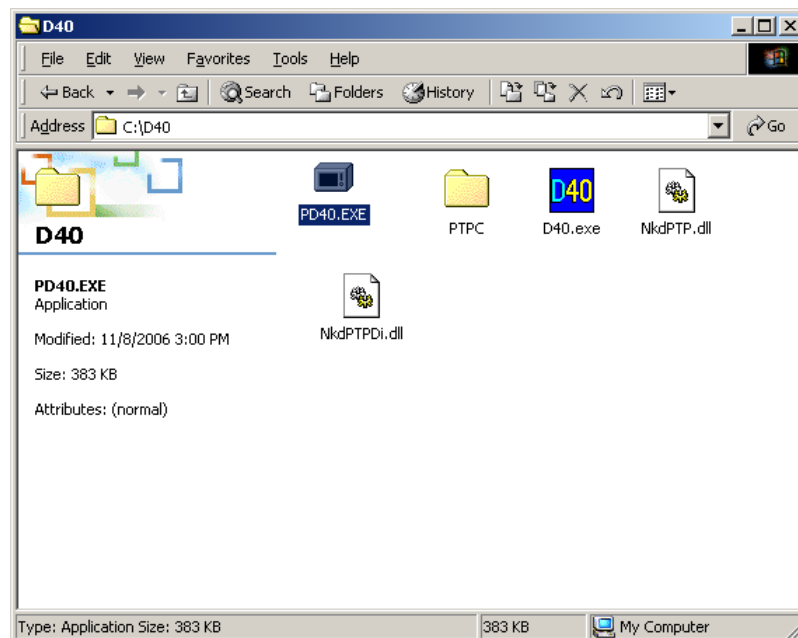 D40
File Edit View Favorites Tools Help
Back Search Folders History
Address C:\D40 Go
PD40.EXE PTPC D40.exe NkdPTP.dll
D40
D40
PD40.EXE
Application
Modified: 11/8/2006 3:00 PM
NkdPTPDi.dll
Size: 383 KB
Attributes: (normal)
Type: Application Size: 383 KB 383 KB My Computer